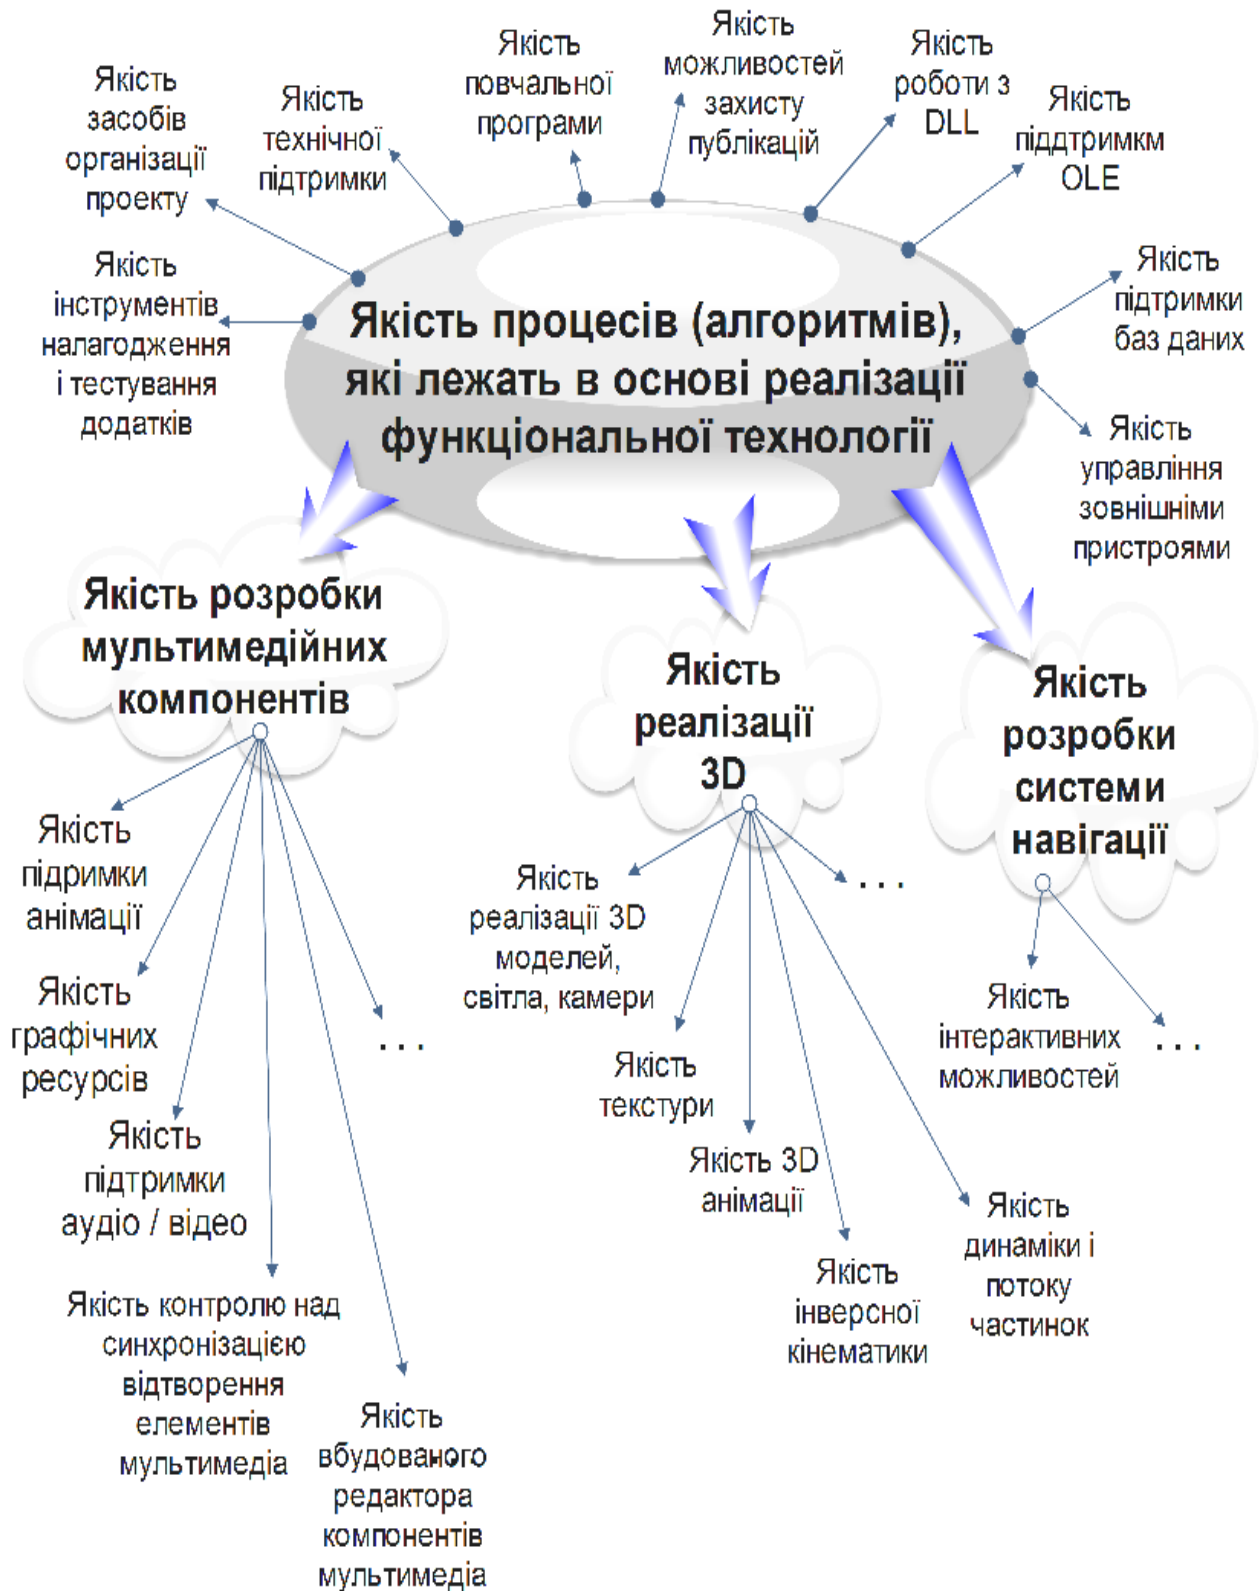 Якість
засобів
організації
проекту
Якість
технічної
підтримки
Якість
повчальної
програми
Якість
можливостей
захисту
публікацій
Якість
роботи з
DLL
Якість
піддтримкм
OLE
Якість
інструментів
налагодження
і тестування
додатків
Якість процесів (алгоритмів),
які лежать в основі реалізації
функціональної технології
Якість
підтримки
баз даних
Якість
управління
зовнішніми
пристроями
Якість розробки
мультимедійних
компонентів
Якість
підримки
анімації
Якість
графічних
ресурсів
Якість
підтримки
аудіо / відео
Якість контролю над
синхронізацією
відтворення
елементів
мультимедіа
Якість
вбудованого
редактора
компонентів
мультимедіа
. . .
Якість
реалізації
3D
Якість
реалізації 3D
моделей,
світла, камери
Якість
текстури
Якість 3D
анімації
Якість
інверсної
кінематики
Якість
динаміки і
потоку
частинок
. . .
Якість
розробки
системи
навігації
Якість
інтерактивних
можливостей
. . .